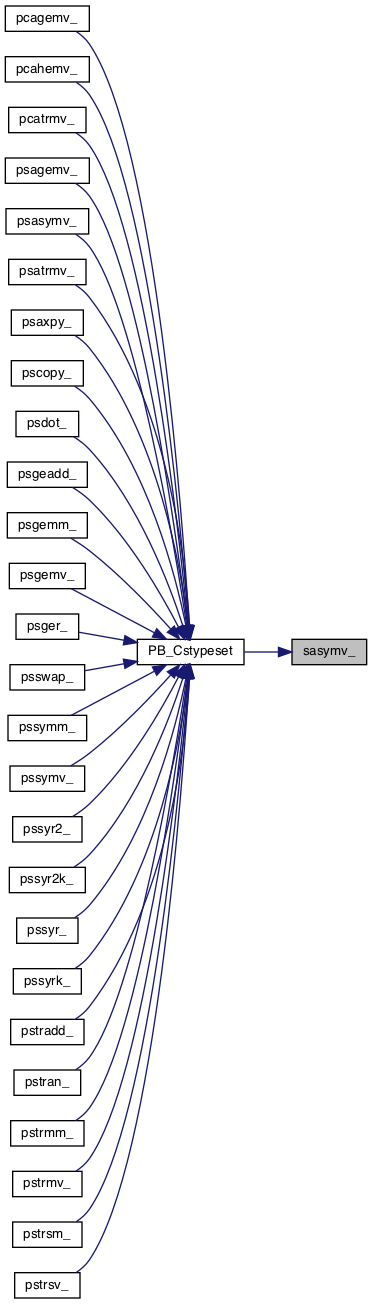 pcagemv_
pcahemv_
pcatrmv_
psagemv_
psasymv_
psatrmv_
psaxpy_
pscopy_
psdot_
psgeadd_
psgemm_
psgemv_
psger_
PB_Cstypeset
sasymv_
psswap_
pssymm_
pssymv_
pssyr2_
pssyr2k_
pssyr_
pssyrk_
pstradd_
pstran_
pstrmm_
pstrmv_
pstrsm_
pstrsv_